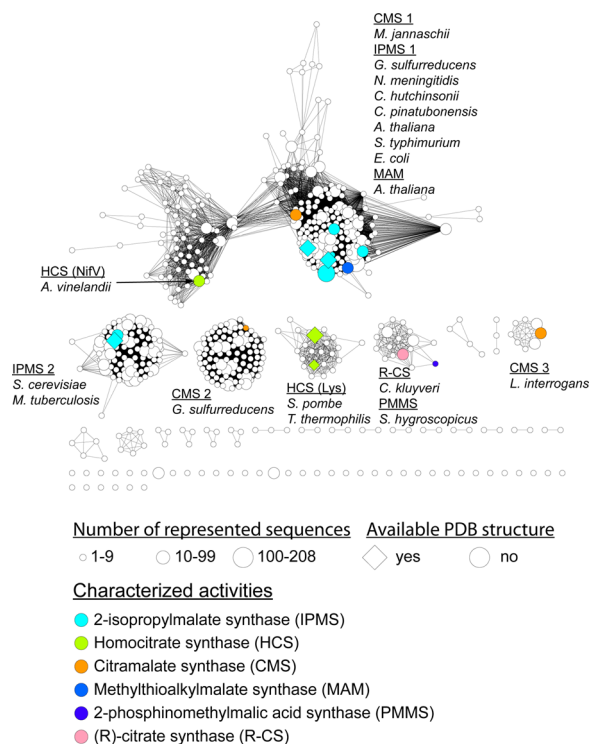 CMS 1
M. jannaschii
IPMS 1
G. sulfurreducens
N. meningitidis
C. hutchinsonii
C. pinatubonensis
A. thaliana
S. typhimurium
E. coli
MAM
A. thaliana
HCS (NifV)
A. vinelandii
IPMS 2
S. cerevisiae
M. tuberculosis
CMS 2
G. sulfurreducens
HCS (Lys)
S. pombe
T. thermophilis
R-CS
C. kluyveri
PMMS
S. hygroscopicus
CMS 3
L. interrogans
Number of represented sequences
1-9
10-99
100-208
Available PDB structure
yes
no
Characterized activities
2-isopropylmalate synthase (IPMS)
Homocitrate synthase (HCS)
Citramalate synthase (CMS)
Methylthioalkylmalate synthase (MAM)
2-phosphinomethylmalic acid synthase (PMMS)
(R)-citrate synthase (R-CS)